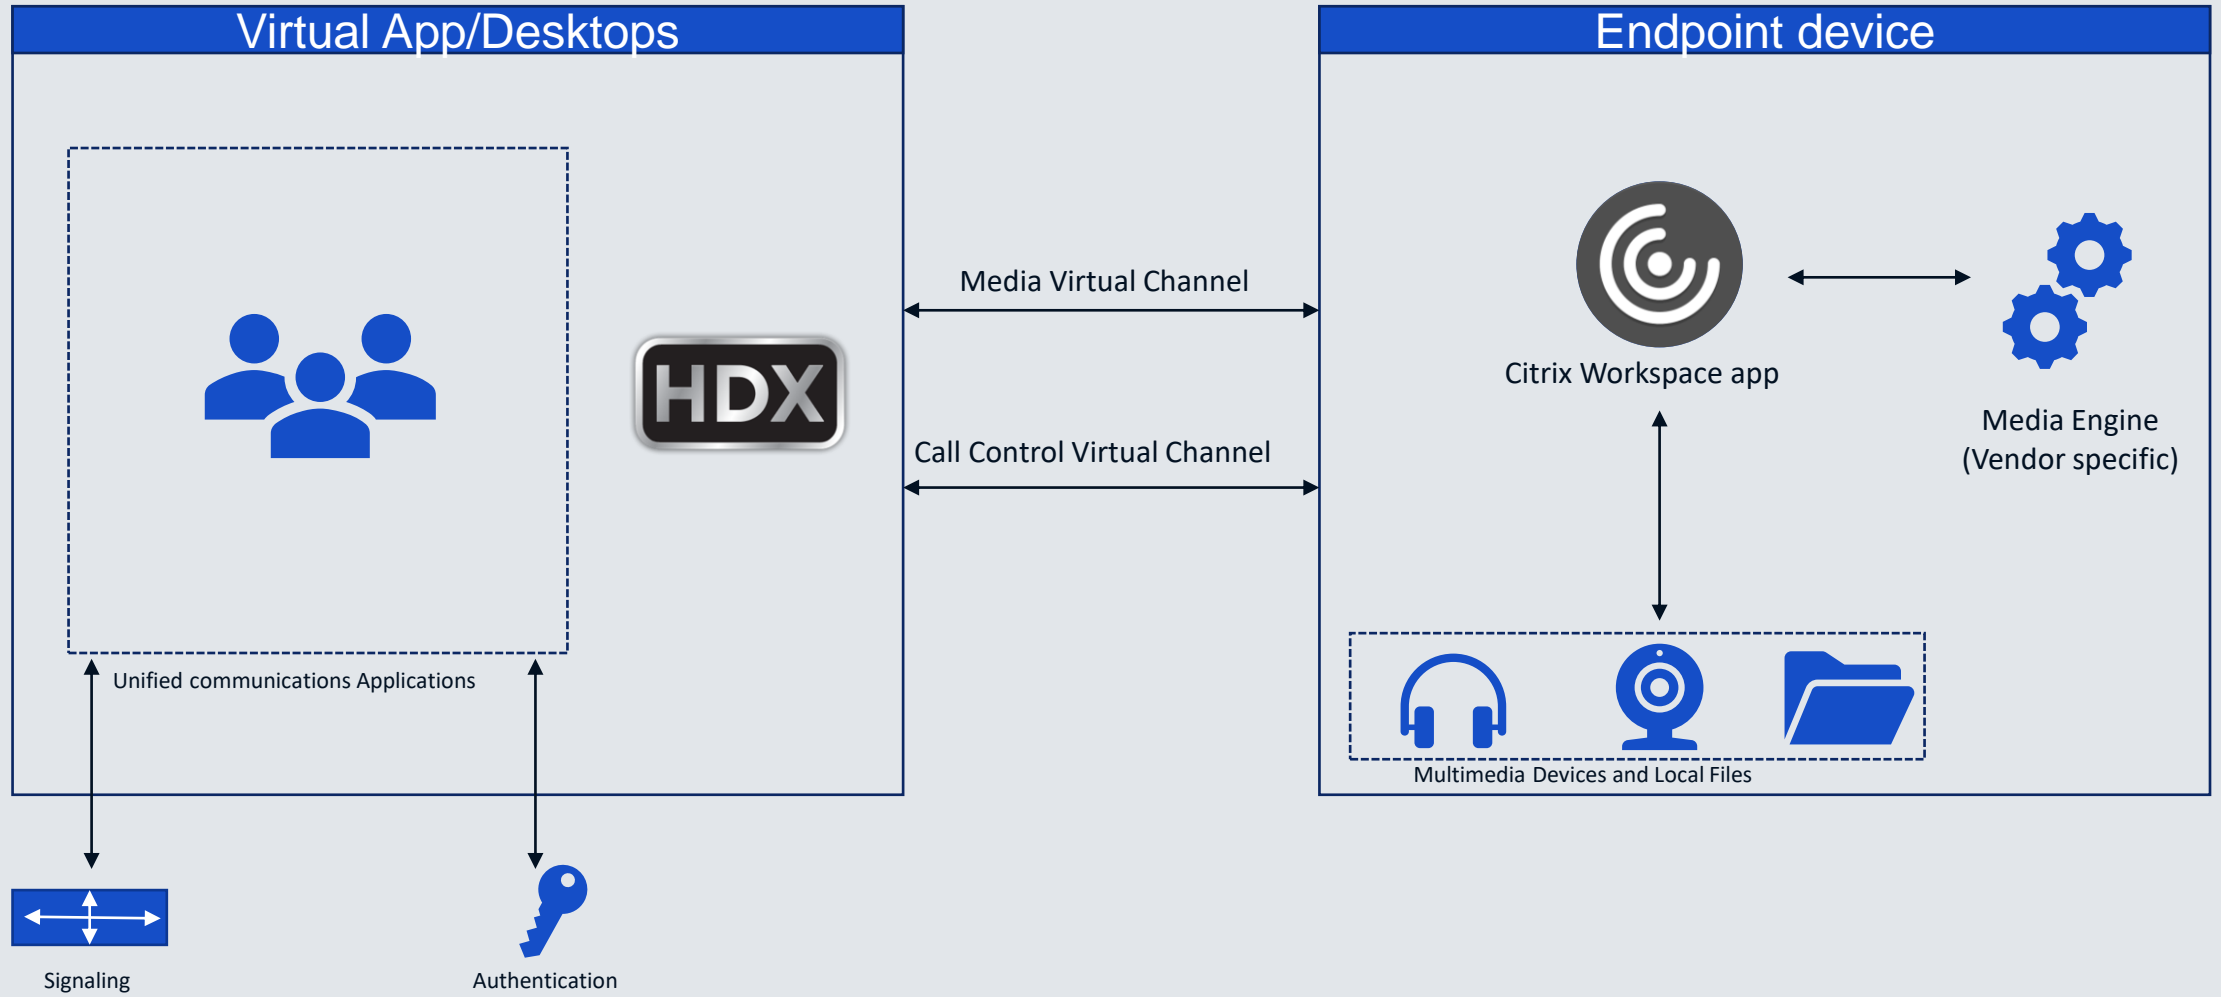 Virtual App/Desktops
Endpoint device
Media Virtual Channel
HDX
Call Control Virtual Channel
Citrix Workspace app
Media Engine
(Vendor specific)
Unified communications Applications
Multimedia Devices and Local Files
Signaling
Authentication